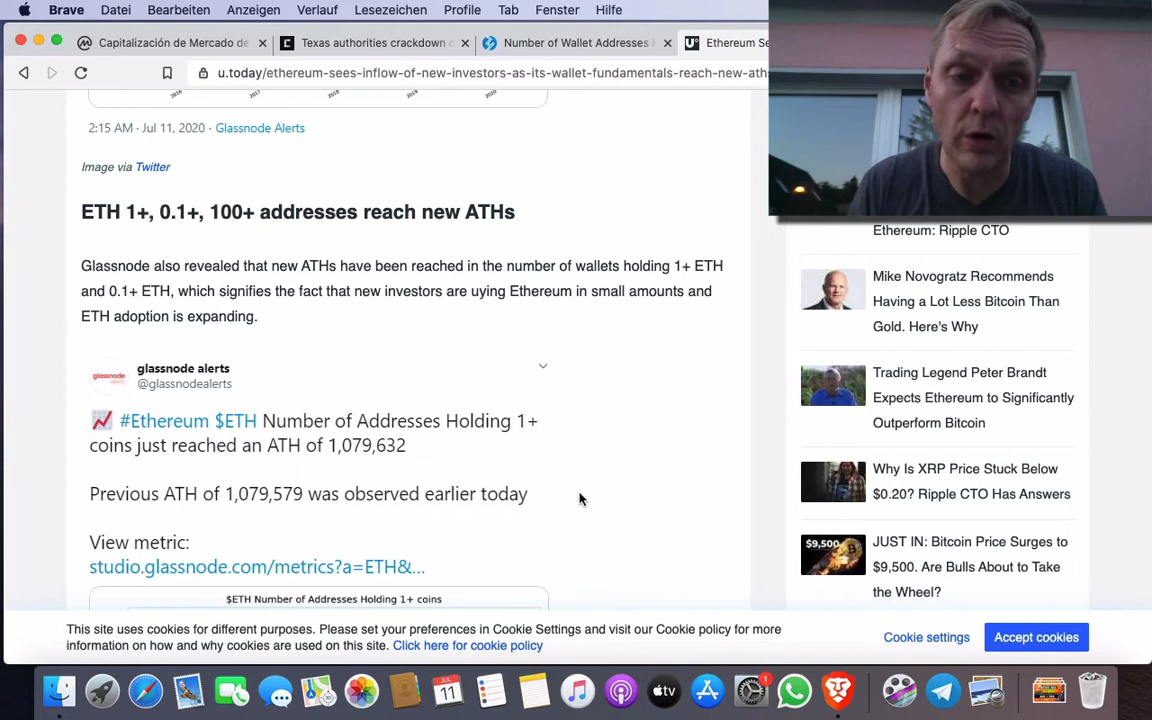 Brave Datei Bearbeiten Anzeigen Verlauf Lesezeichen Profile Tab Fenster Hilfe
Capitalización de Mercado de
Texas authorities crackdown
Number of Wallet Addresses
Ethereum Se
u.today/ethereum-sees-inflow-of-new-investors-as-its-wallet-fundamentals-reach-new-aths
2016 2017 2018 2019 2020
2:15 AM · Jul 11, 2020 · Glassnode Alerts
Image via Twitter
ETH 1+, 0.1+, 100+ addresses reach new ATHs
Glassnode also revealed that new ATHs have been reached in the number of wallets holding 1+ ETH
and 0.1+ ETH, which signifies the fact that new investors are uying Ethereum in small amounts and
ETH adoption is expanding.
glassnode
glassnode alerts
@glassnodealerts
#Ethereum $ETH Number of Addresses Holding 1+
coins just reached an ATH of 1,079,632
Previous ATH of 1,079,579 was observed earlier today
View metric:
studio.glassnode.com/metrics?a=ETH&...
$ETH Number of Addresses Holding 1+ coins
Ethereum: Ripple CTO
Mike Novogratz Recommends
Having a Lot Less Bitcoin Than
Gold. Here's Why
Trading Legend Peter Brandt
Expects Ethereum to Significantly
Outperform Bitcoin
Why Is XRP Price Stuck Below
$0.20? Ripple CTO Has Answers
$9,500
JUST IN: Bitcoin Price Surges to
$9,500. Are Bulls About to Take
the Wheel?
This site uses cookies for different purposes. Please set your preferences in Cookie Settings and visit our Cookie policy for more
information on how and why cookies are used on this site. Click here for cookie policy
Cookie settings
Accept cookies
JUL
11
tv
1